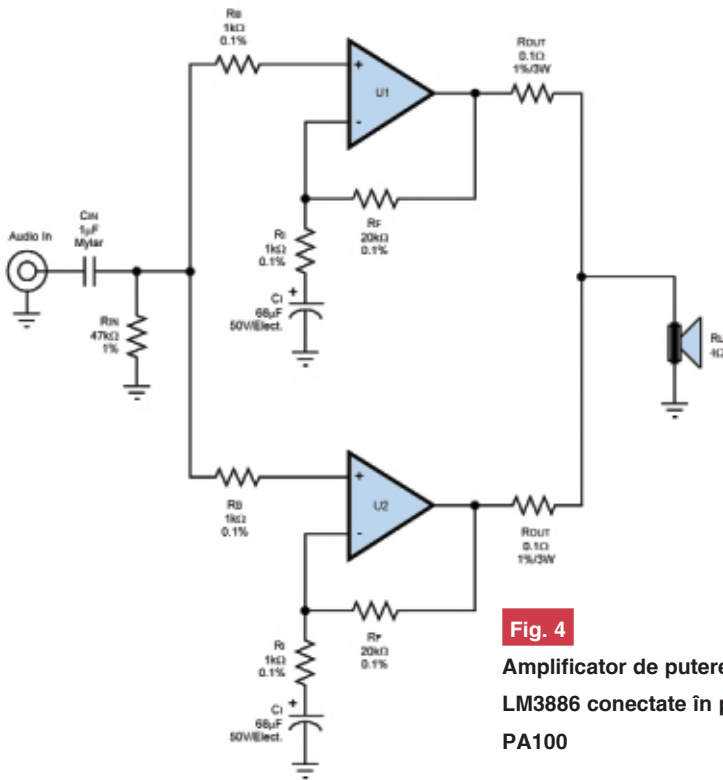 RB
1kΩ
0.1%
U1
+
-
ROUT
0.1Ω
1%/3W
RF
20kΩ
0.1%
RI
1kΩ
0.1%
CI
+
68µF
50V/Elect.
CIN
1µF
Mylar
Audio In
RIN
47kΩ
1%
RL
RB
1kΩ
0.1%
U2
+
-
ROUT
0.1Ω
1%/3W
RF
20kΩ
0.1%
RI
1kΩ
0.1%
CI
+
68µF
50V/Elect.
Fig. 4
Amplificator de putere
LM3886 conectate în p
PA100